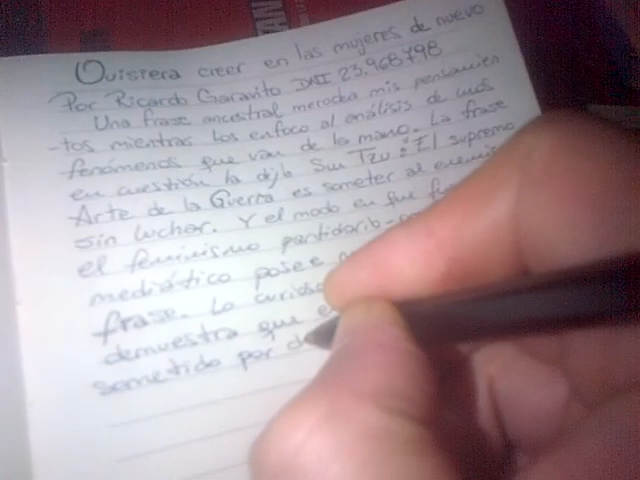 Quisiera creer en las mujeres de nuevo
Por Ricardo Garavito DNI 23.968.798
Una frase ancestral merodea mis pensamien
-tos mientras los enfoco al análisis de
fenómenos que van de la mano. La frase
en cuestión la dijo Sun Tzu: El supremo
Arte de la Guerra es someter al enemi
sin luchar. Y el modo en que
el feminismo partidario-
mediático posee
frase. Lo curioso
demuestra que e
sometido por d